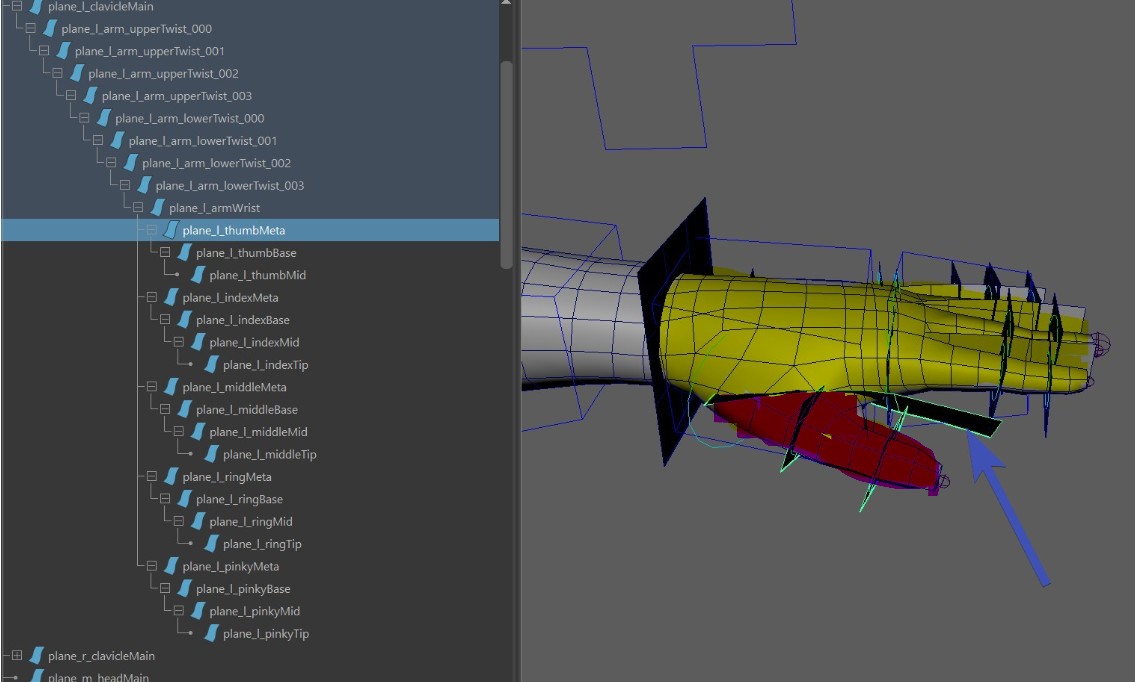 plane_l_clavicleMain
plane_l_arm_upperTwist_000
plane_l_arm_upperTwist_001
plane_l_arm_upperTwist_002
plane_l_arm_upperTwist_003
plane_l_arm_lowerTwist_000
plane_l_arm_lowerTwist_001
plane_l_arm_lowerTwist_002
plane_l_arm_lowerTwist_003
plane_l_armWrist
plane_l_thumbMeta
plane_l_thumbBase
plane_l_thumbMid
plane_l_indexMeta
plane_l_indexBase
plane_l_indexMid
plane_l_indexTip
plane_l_middleMeta
plane_l_middleBase
plane_l_middleMid
plane_l_middleTip
plane_l_ringMeta
plane_l_ringBase
plane_l_ringMid
plane_l_ringTip
plane_l_pinkyMeta
plane_l_pinkyBase
plane_l_pinkyMid
plane_l_pinkyTip
plane_r_clavicleMain
plane_m_headMain